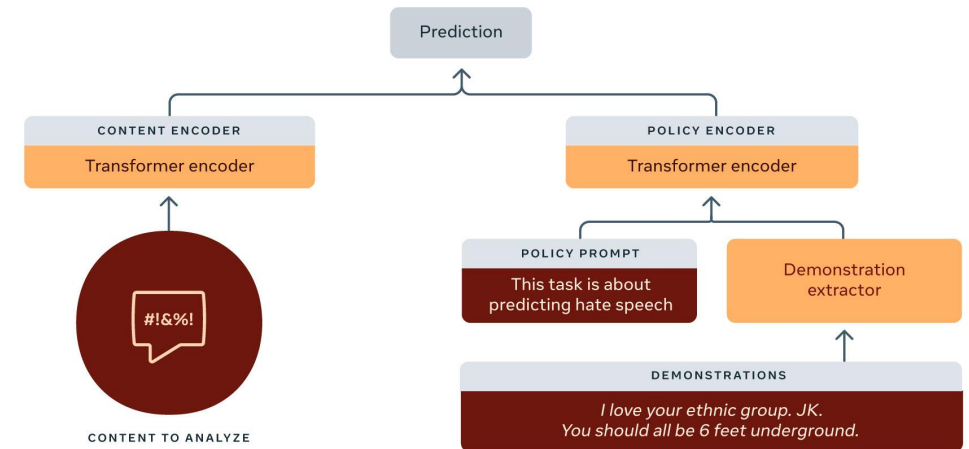 Prediction
CONTENT ENCODER
Transformer encoder
POLICY ENCODER
Transformer encoder
#!&%!
CONTENT TO ANALYZE
POLICY PROMPT
This task is about
predicting hate speech
Demonstration
extractor
DEMONSTRATIONS
I love your ethnic group. JK.
You should all be 6 feet underground.